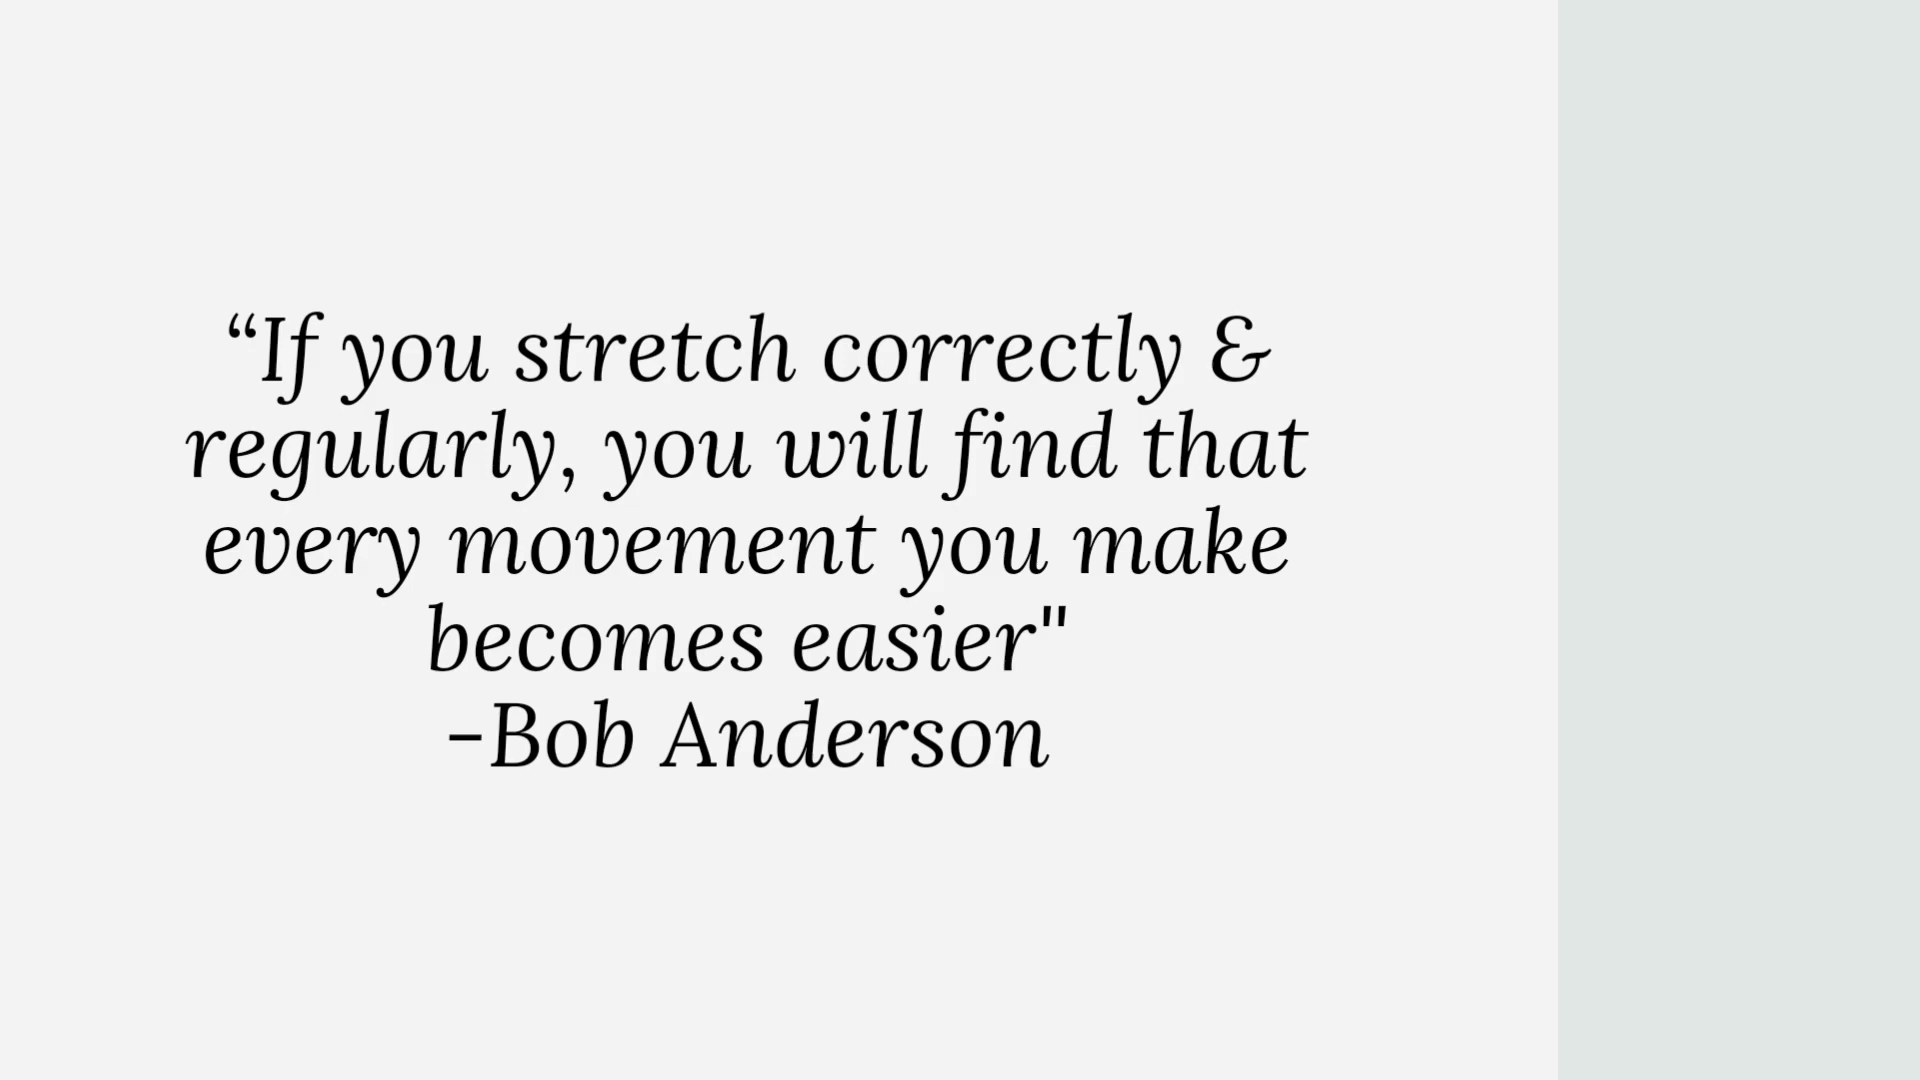 “If you stretch correctly &
regularly, you will find that
every movement you make
becomes easier"
-Bob Anderson